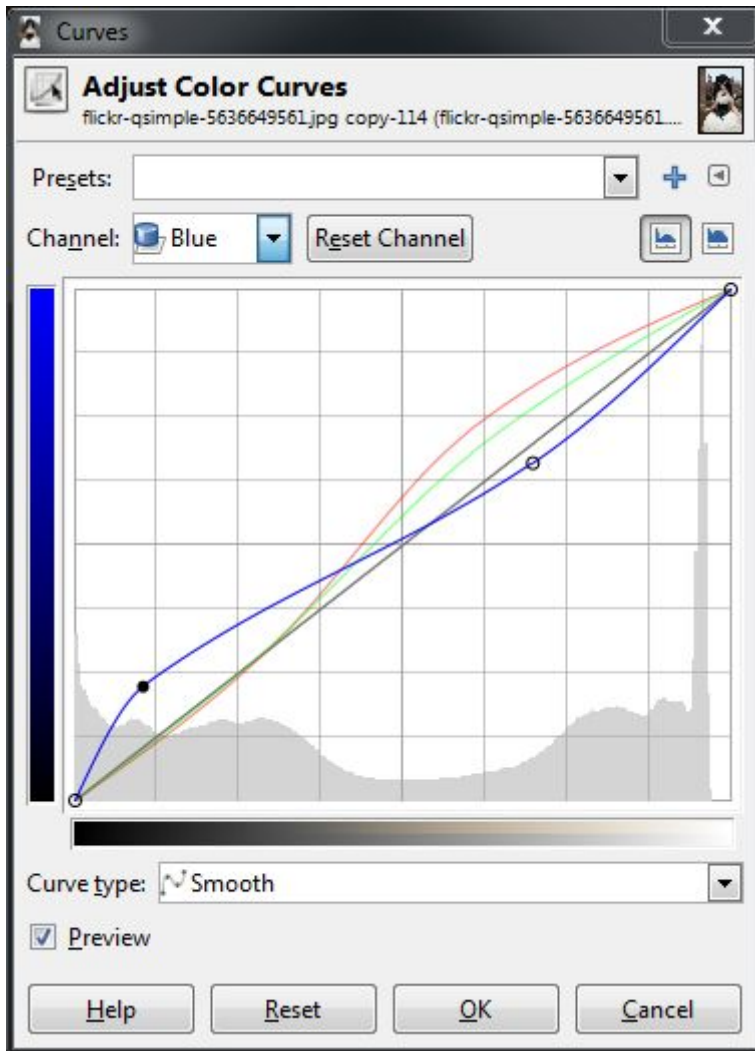 Curves
Adjust Color Curves
flickr-qsimple-5636649561.jpg copy-114 (flickr-qsimple-5636649561....
Presets:
Channel: Blue Reset Channel
Curve type: Smooth
Preview
Help Reset OK Cancel